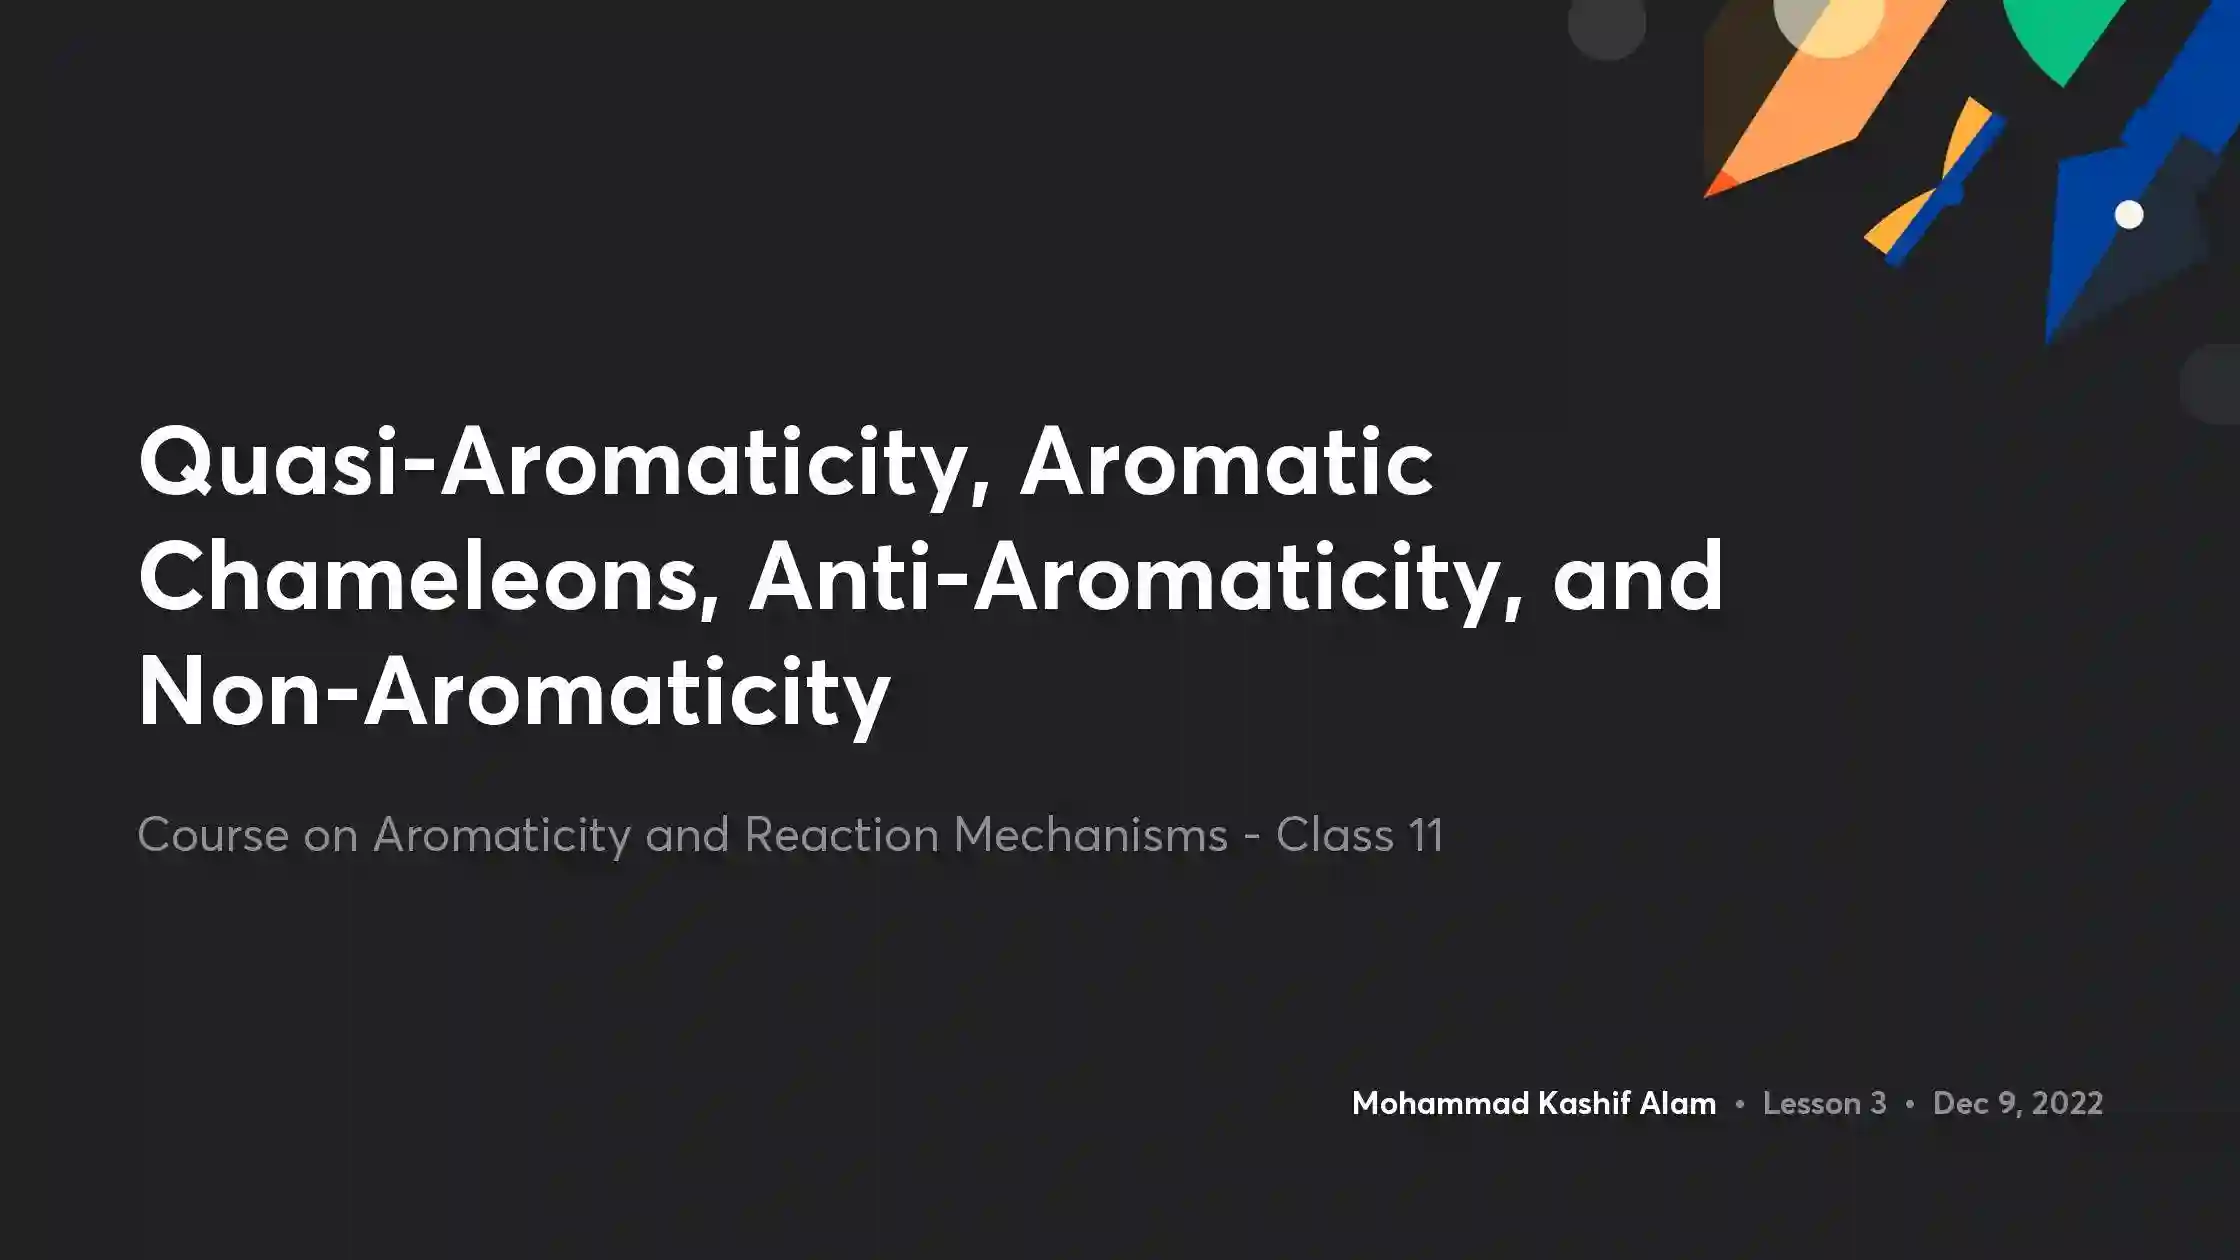 Quasi-Aromaticity, Aromatic
Chameleons, Anti-Aromaticity, and
Non-Aromaticity
Course on Aromaticity and Reaction Mechanisms - Class 11
Mohammad Kashif Alam • Lesson 3 • Dec 9, 2022